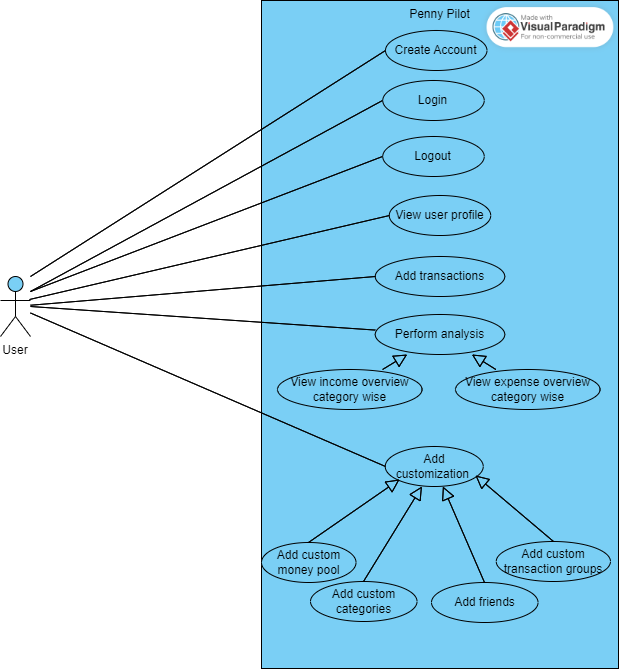 Penny Pilot
Made with
Visual Paradigm
For non-commercial use
Create Account
Login
Logout
View user profile
Add transactions
User
Perform analysis
View income overview
category wise
View expense overview
category wise
Add
customization
Add custom
money pool
Add custom
transaction groups
Add custom
categories
Add friends